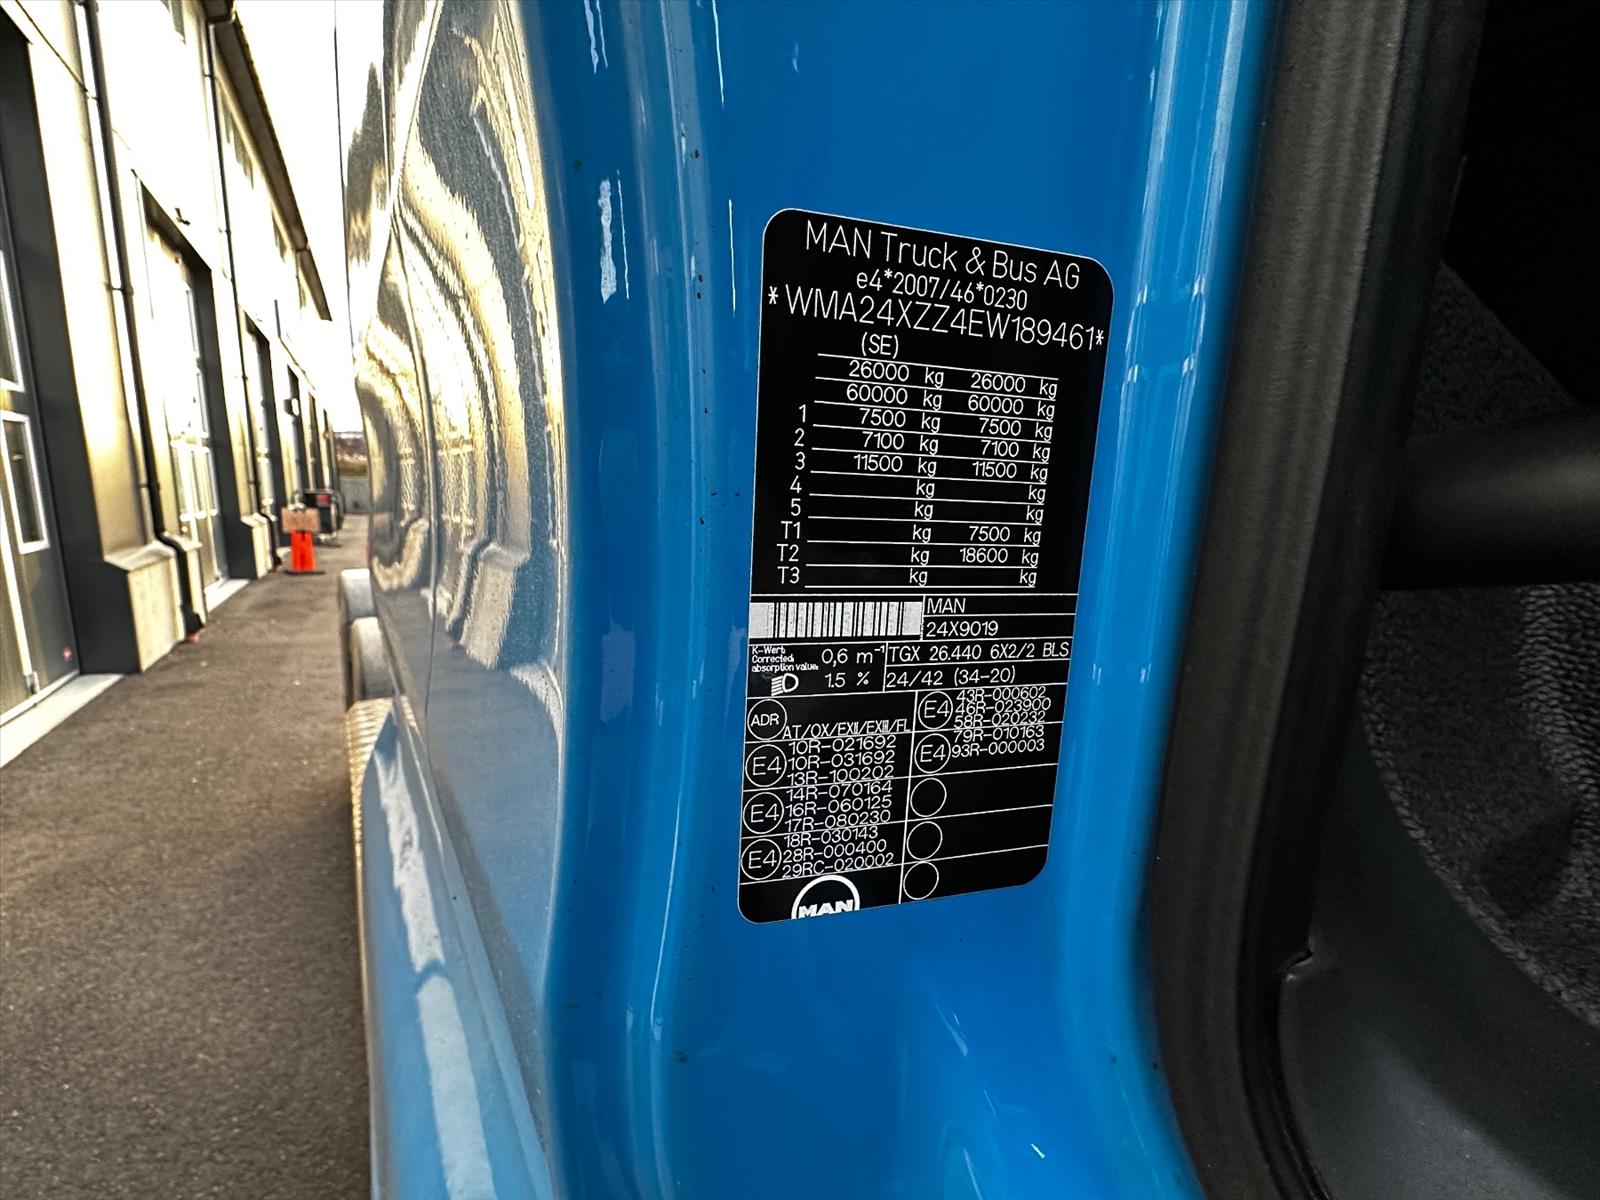 MAN Truck & Bus AG
e4*2007/46*0230
*WMA24XZZ4EW189461*
(SE)
26000 kg 26000 kg
60000 kg 60000 kg
1 7500 kg 7500 kg
2 7100 kg 7100 kg
3 11500 kg 11500 kg
4 kg kg
5 kg kg
T1 kg 7500 kg
T2 kg 18600 kg
T3 kg kg
MAN
24X9019
K-Wert:
Corrected
absorption value:
0,6 m⁻¹
1.5 %
TGX 26.440 6X2/2 BLS
24/42 (34-20)
ADR AT/OX/EXII/EXIII/FL
E4
10R-021692
10R-031692
13R-100202
E4
14R-070164
16R-060125
17R-080230
E4
18R-030143
28R-000400
29RC-020002
E4
43R-000602
46R-023900
58R-020232
E4
79R-010163
93R-000003
MAN